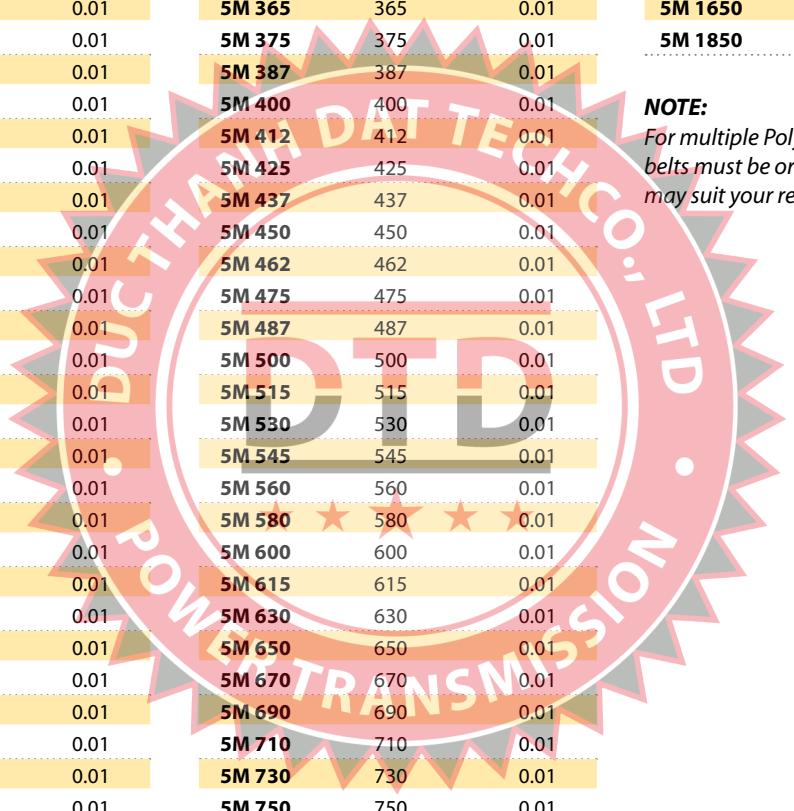 0.01 5M 365 365 0.01 5M 1650
0.01 5M 375 375 0.01 5M 1850
0.01 5M 387 387 0.01
0.01 5M 400 400 0.01 NOTE:
0.01 5M 412 412 0.01 For multiple Poly
0.01 5M 425 425 0.01 belts must be or
0.01 5M 437 437 0.01 may suit your re
0.01 5M 450 450 0.01
0.01 5M 462 462 0.01
0.01 5M 475 475 0.01
0.01 5M 487 487 0.01
0.01 5M 500 500 0.01
0.01 5M 515 515 0.01
0.01 5M 530 530 0.01
0.01 5M 545 545 0.01
0.01 5M 560 560 0.01
0.01 5M 580 580 0.01
0.01 5M 600 600 0.01
0.01 5M 615 615 0.01
0.01 5M 630 630 0.01
0.01 5M 650 650 0.01
0.01 5M 670 670 0.01
0.01 5M 690 690 0.01
0.01 5M 710 710 0.01
0.01 5M 730 730 0.01
0.01 5M 750 750 0.01
DUC THANH DAT TECHCO., LTD
DTD
POWER TRANSMISSION